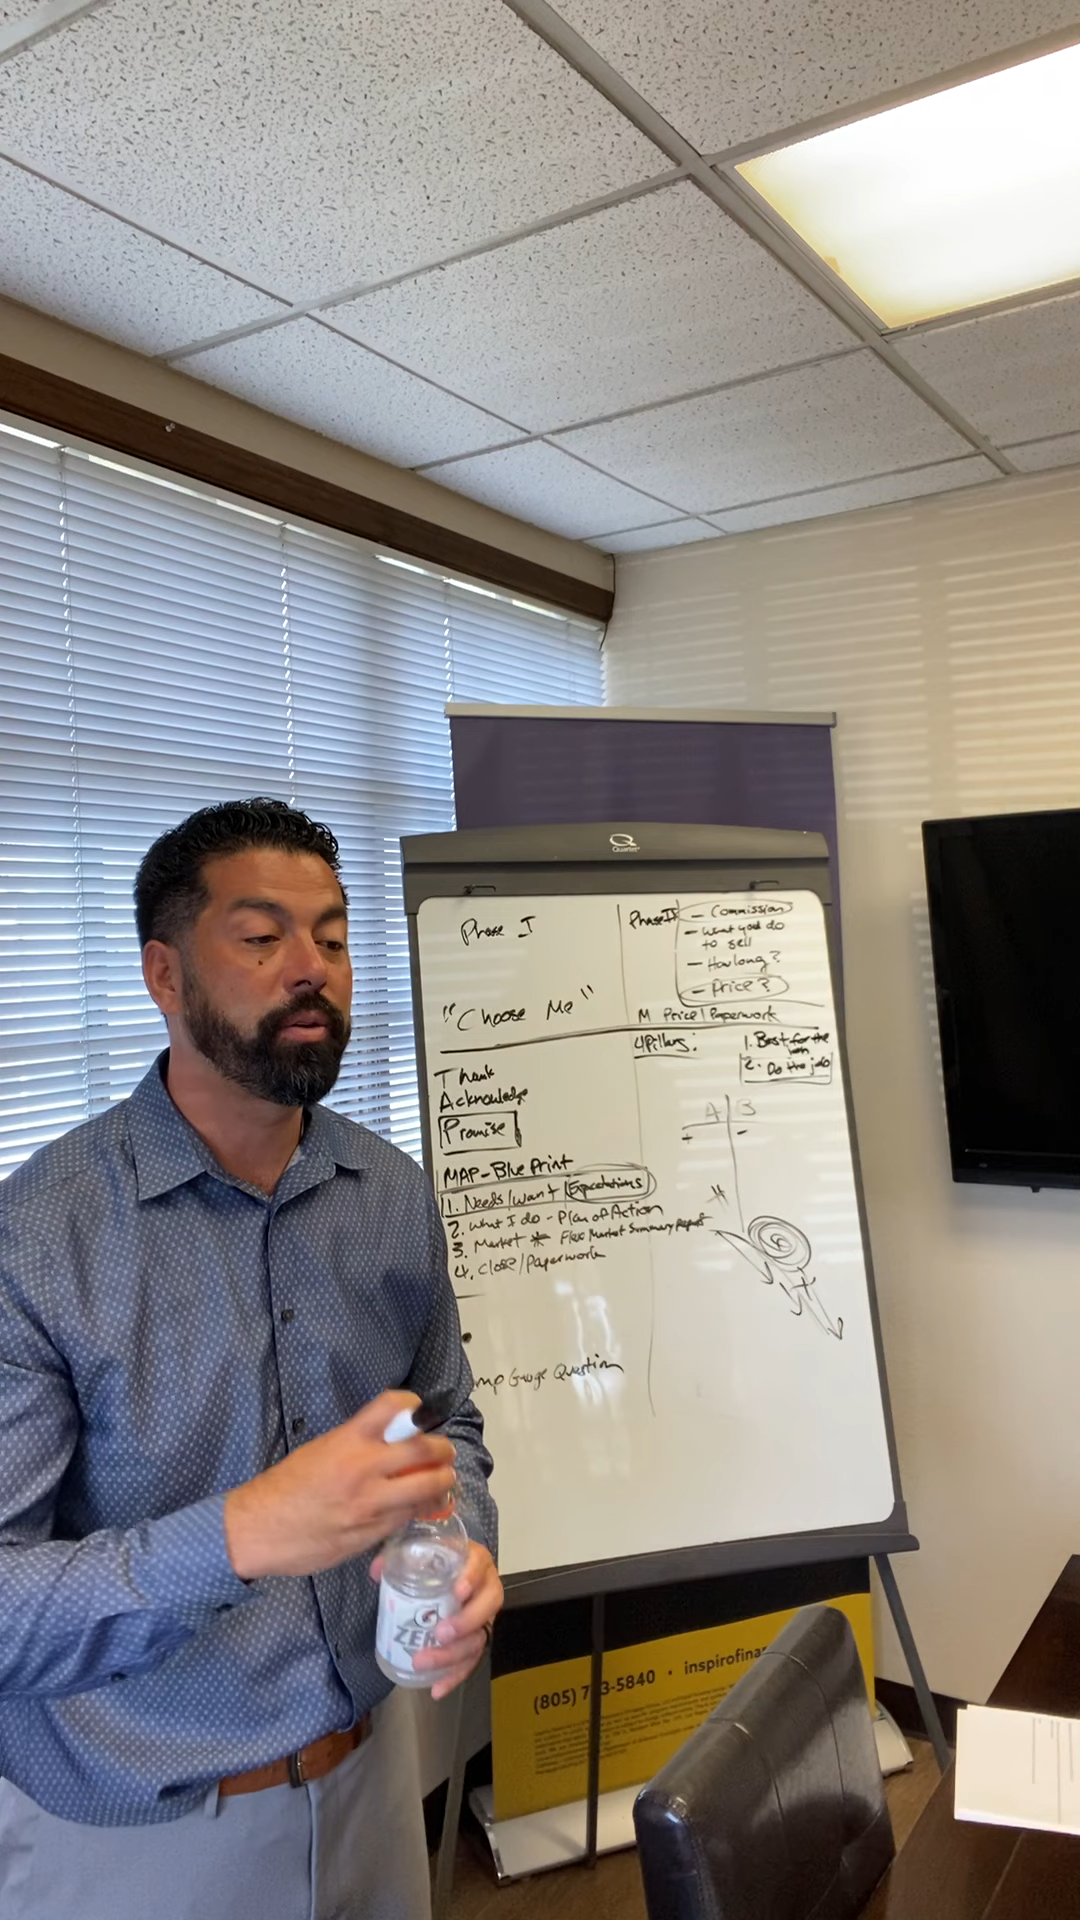 Quartet
Phase I
"Choose Me"
Thank
Acknowledge
Promise
MAP-Blue Print
1. Needs/want/Expectations
2. What I do - Plan of Action
3. Market * Flex Market Summary Report
4. Close/Paperwork
Gauge Question
Phase II
- Commission
- What you do
to sell
- How long?
- Price?
M Price/Paperwork
4 Pillars:
1. Best for the
2. Do the job
A B
+ -
G
ZER
(805) 7 3-5840 · inspirofina